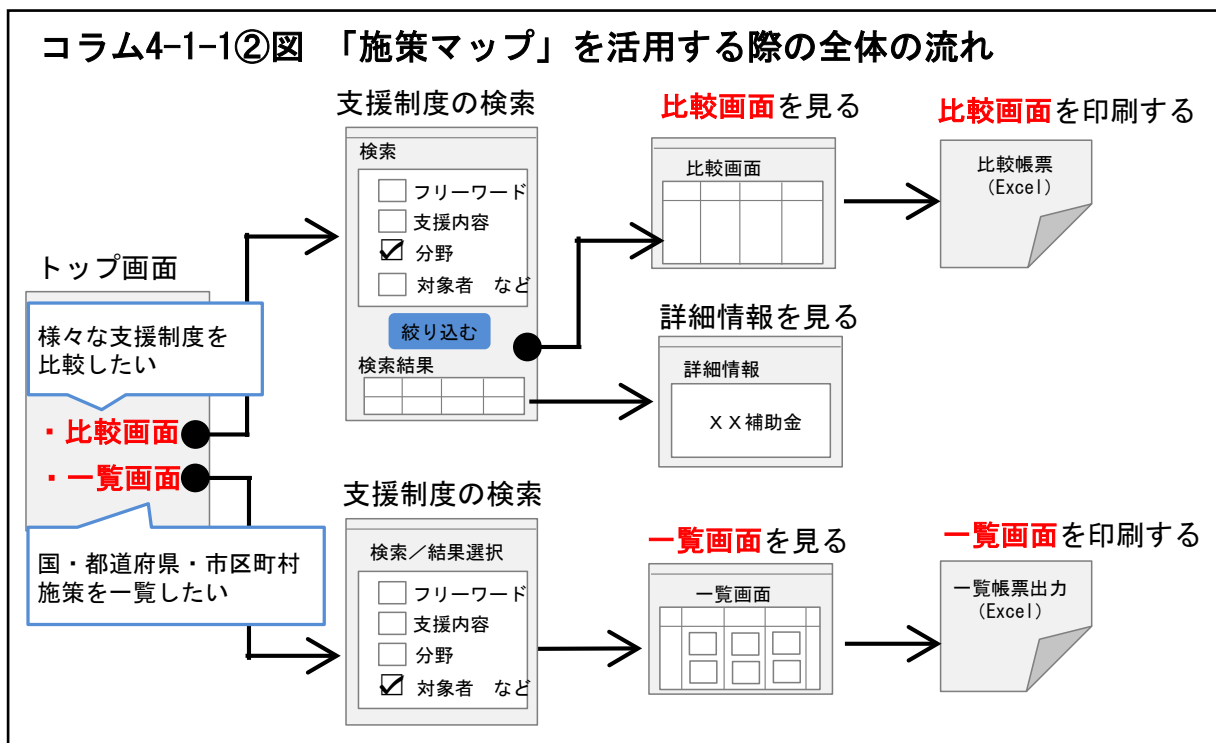 コラム4-1-1②図 「施策マップ」を活用する際の全体の流れ
トップ画面
様々な支援制度を
比較したい
・比較画面
・一覧画面
国・都道府県・市区町村
施策を一覧したい
支援制度の検索
検索
フリーワード
支援内容
分野
対象者 など
絞り込む
検索結果
比較画面を見る
比較画面
比較画面を印刷する
比較帳票
(Excel)
詳細情報を見る
詳細情報
XX補助金
支援制度の検索
検索/結果選択
フリーワード
支援内容
分野
対象者 など
一覧画面を見る
一覧画面
一覧画面を印刷する
一覧帳票出力
(Excel)